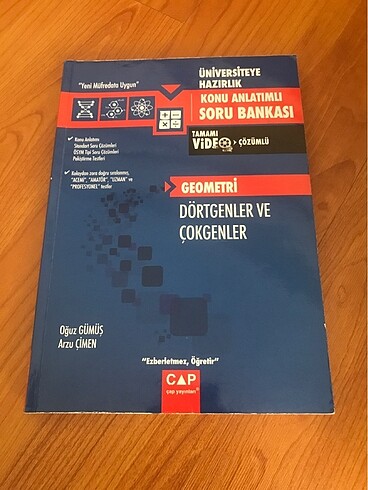 "Yeni Müfredata Uygun"
ÜNİVERSİTEYE
HAZIRLIK
KONU ANLATIMLI
SORU BANKASI
TAMAMI
VİDEO ÇÖZÜMLÜ
Konu Anlatımı
Standart Soru Çözümleri
ÖSYM Tipi Soru Çözümleri
Pekiştirme Testleri
Kolaydan zora doğru sıralanmış,
"ACEMİ", "AMATÖR", "UZMAN" ve
"PROFESYONEL" testler
GEOMETRİ
DÖRTGENLER VE
ÇOKGENLER
Oğuz GÜMÜŞ
Arzu ÇİMEN
"Ezberletmez, Öğretir"
ÇAP
çap yayınları